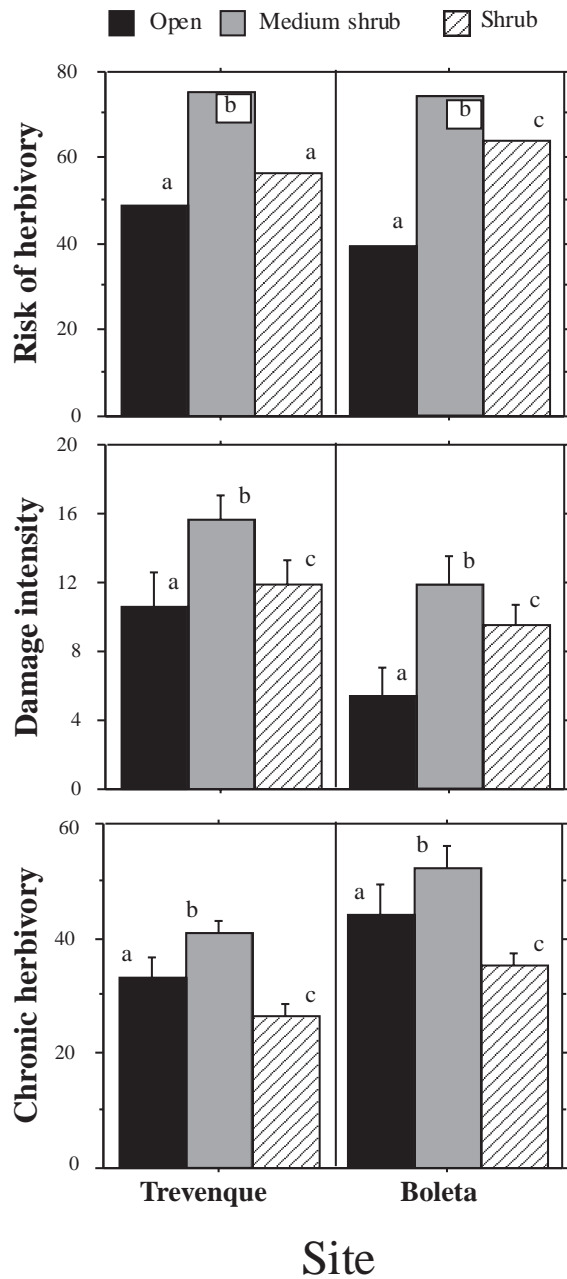 Open Medium shrub Shrub
Risk of herbivory
80
60
40
20
0
a b a a b c
Damage intensity
20
16
12
8
4
0
a b c a b c
Chronic herbivory
60
40
20
0
a b c a b c
Trevenque Boleta
Site